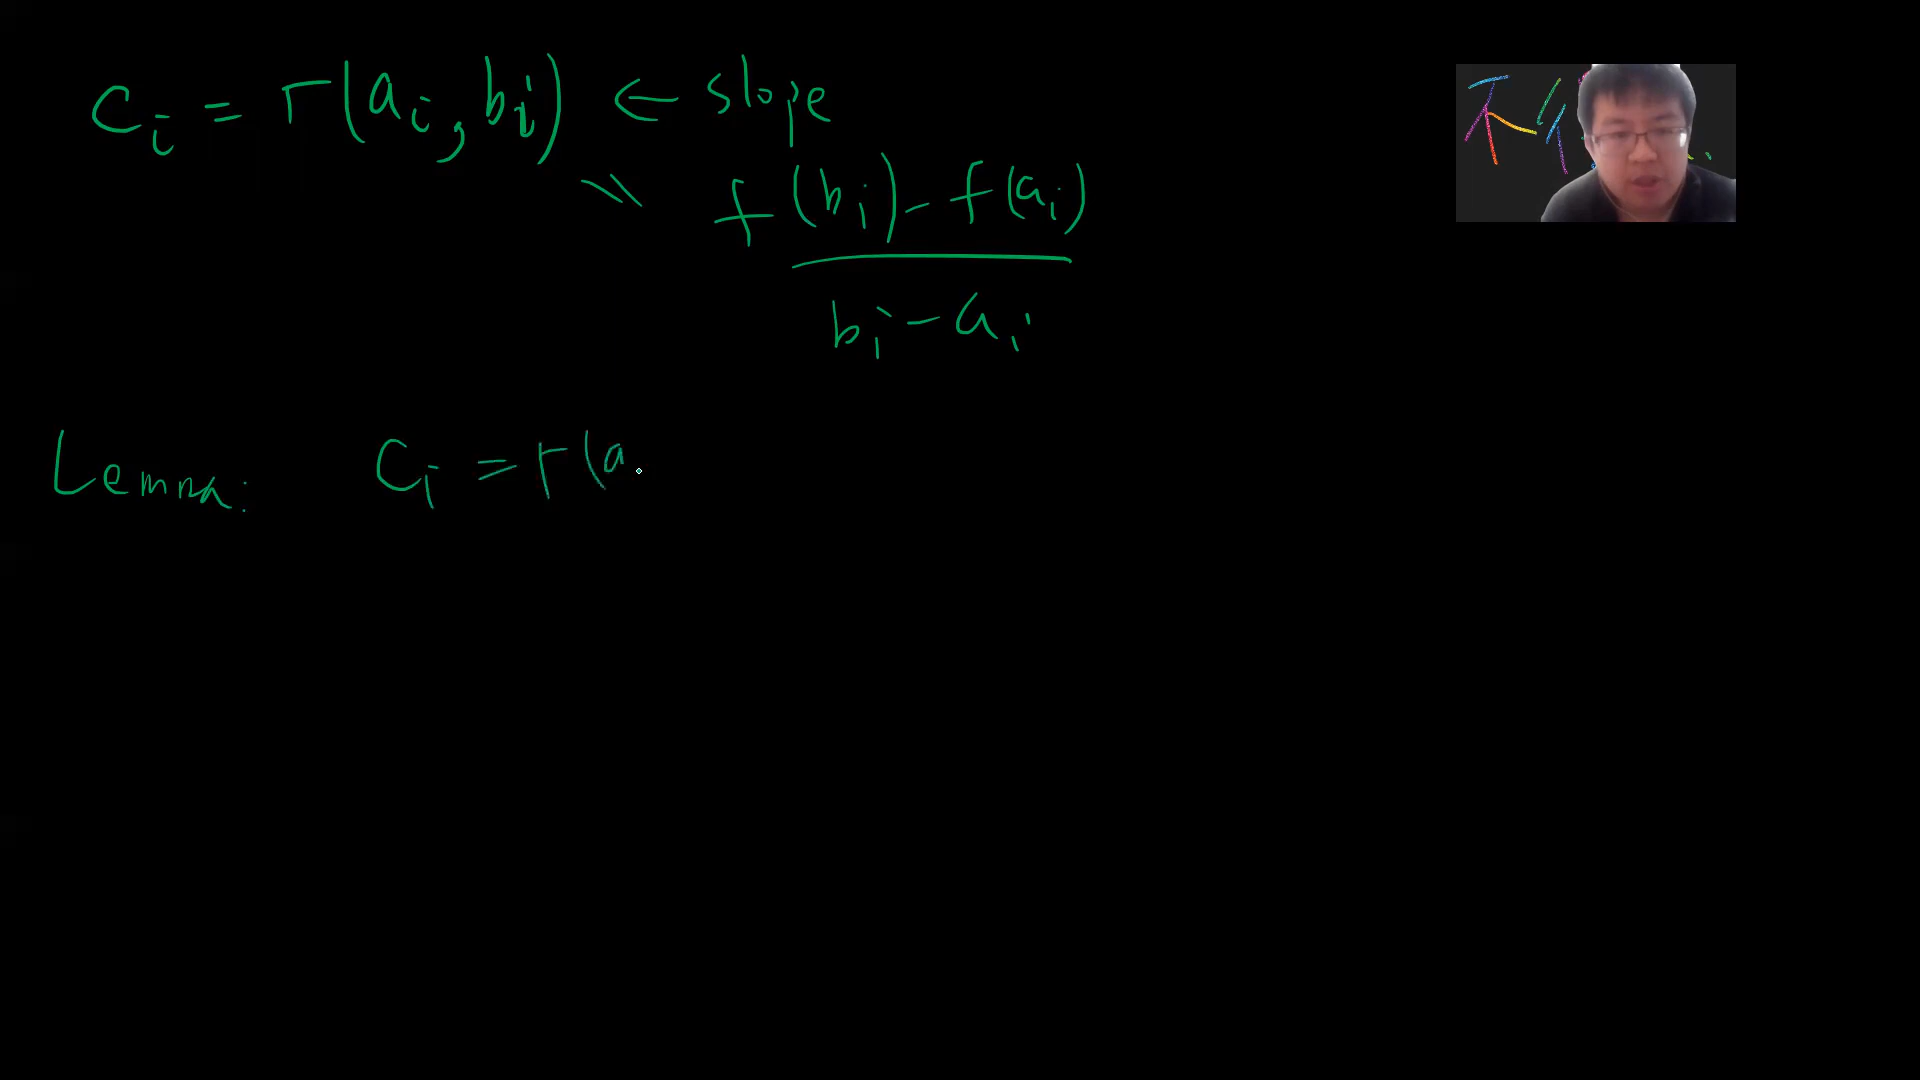 c_i = r(a_i, b_i) ← slope
\\ f(b_i) - f(a_i)
b_i - a_i
Lemma: c_i = r(a